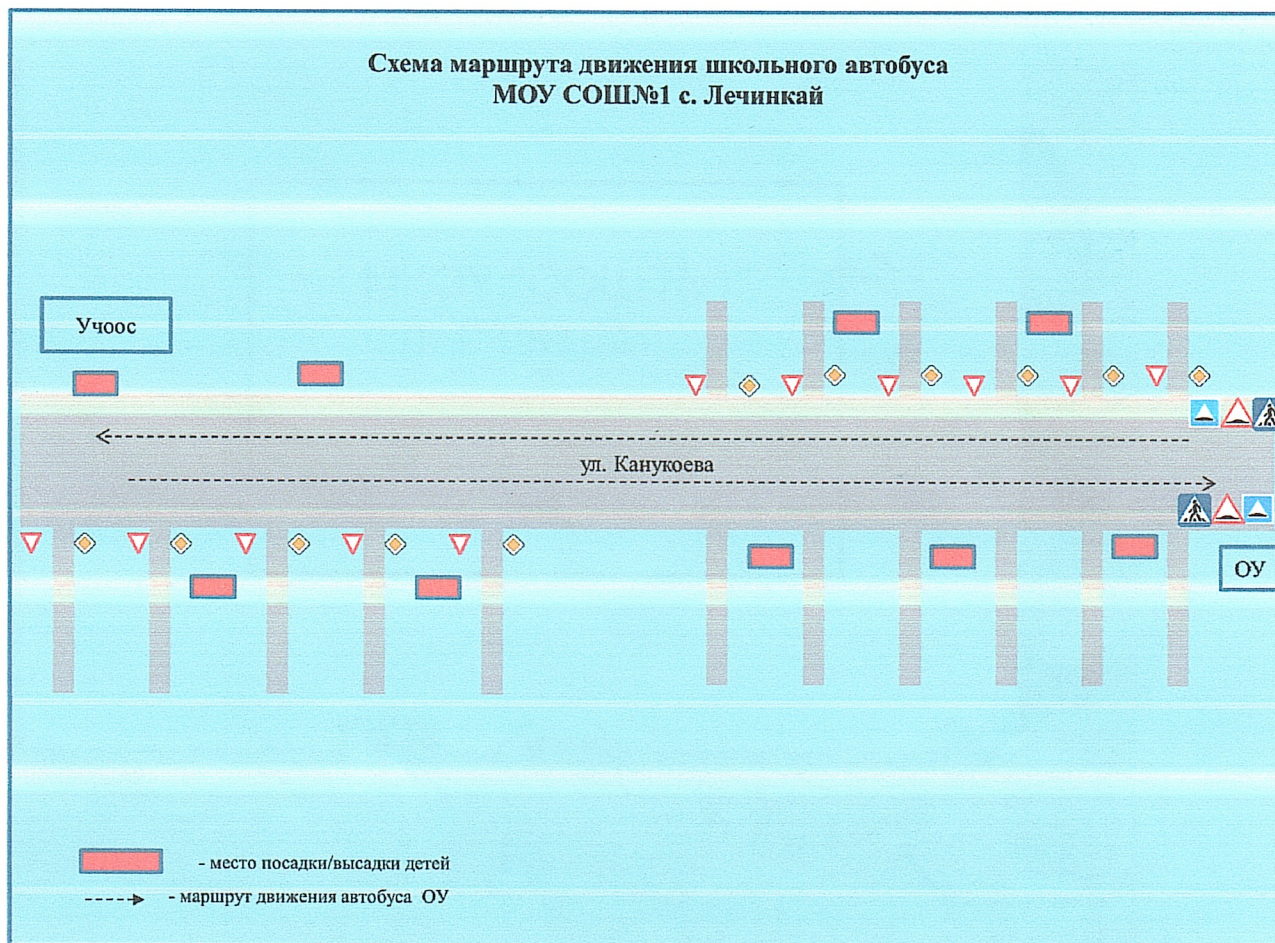 Схема маршрута движения школьного автобуса
МОУ СОШ№1 с. Лечинкай
Учоос
ул. Канукоева
ОУ
- место посадки/высадки детей
- маршрут движения автобуса ОУ